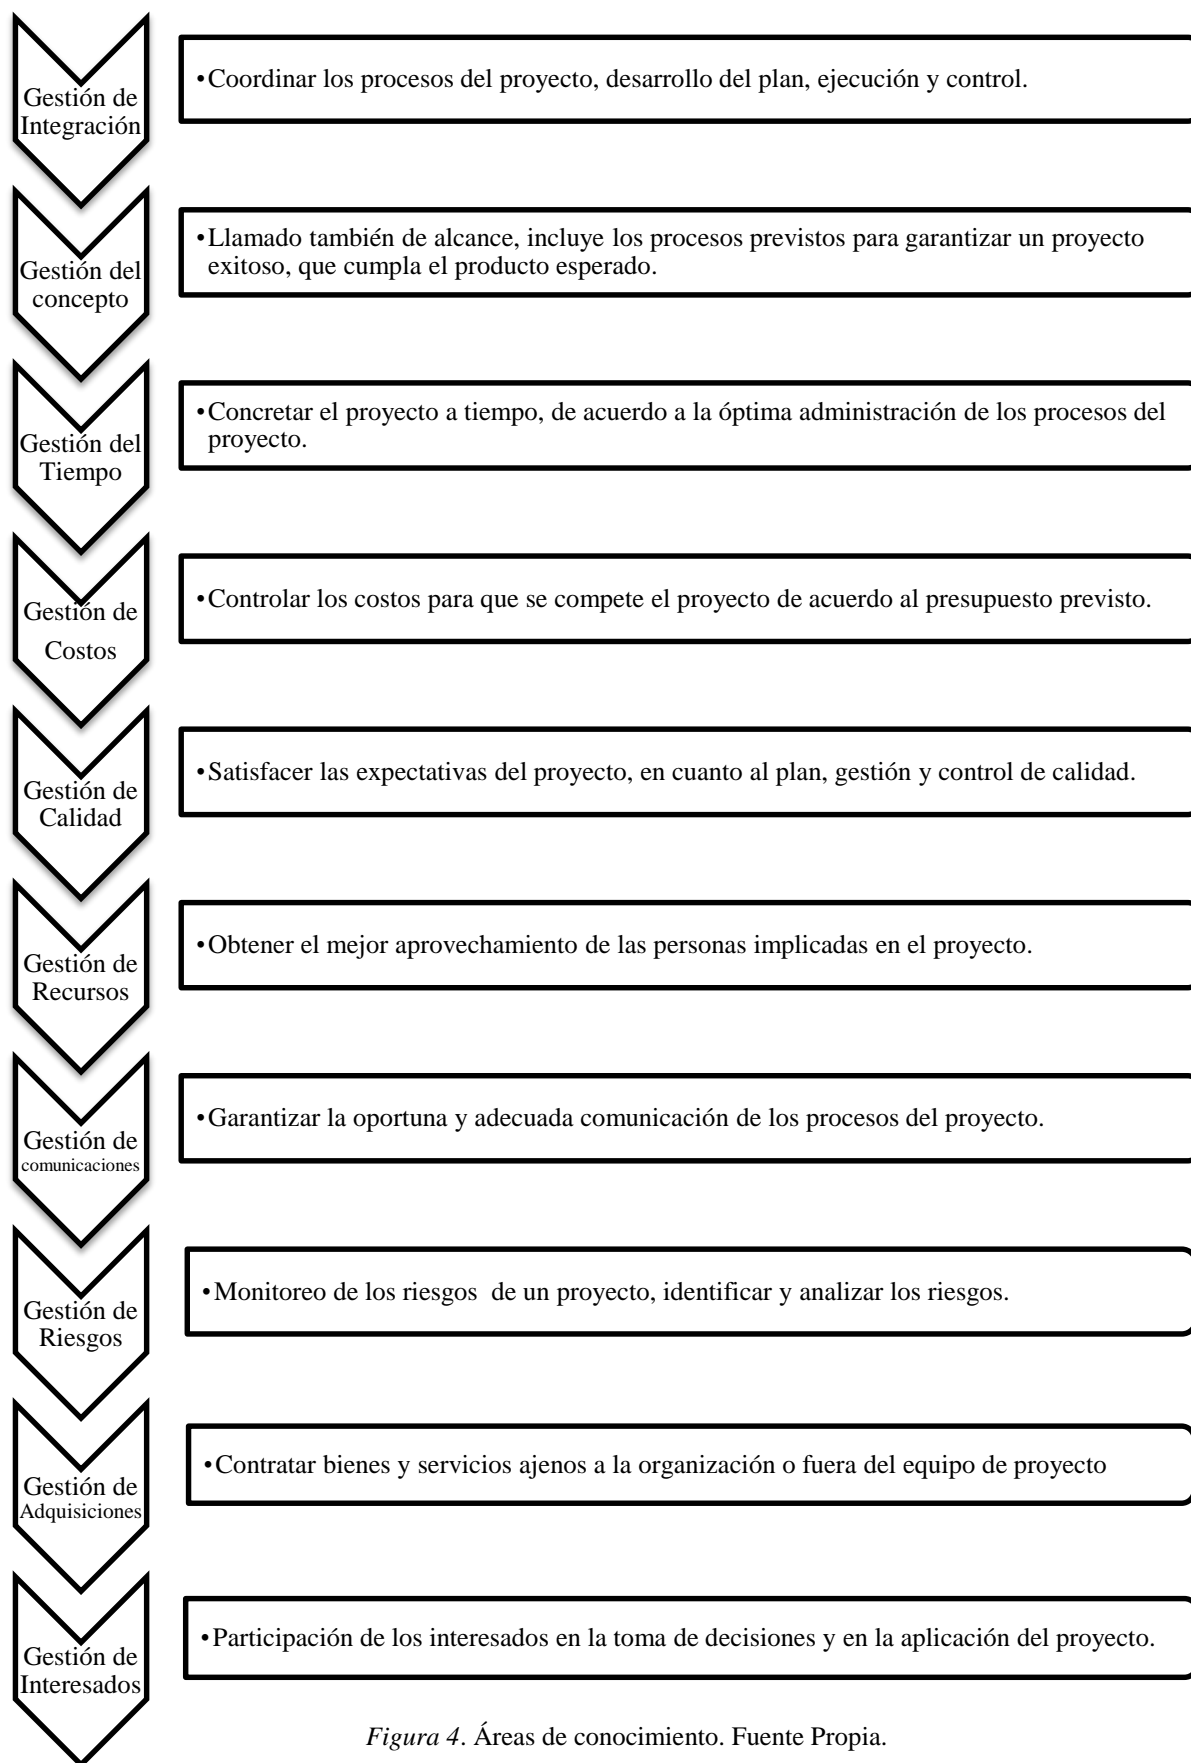 Gestión de
Integración
•Coordinar los procesos del proyecto, desarrollo del plan, ejecución y control.
Gestión del
concepto
•Llamado también de alcance, incluye los procesos previstos para garantizar un proyecto
exitoso, que cumpla el producto esperado.
Gestión del
Tiempo
•Concretar el proyecto a tiempo, de acuerdo a la óptima administración de los procesos del
proyecto.
Gestión de
Costos
•Controlar los costos para que se compete el proyecto de acuerdo al presupuesto previsto.
Gestión de
Calidad
•Satisfacer las expectativas del proyecto, en cuanto al plan, gestión y control de calidad.
Gestión de
Recursos
•Obtener el mejor aprovechamiento de las personas implicadas en el proyecto.
Gestión de
comunicaciones
•Garantizar la oportuna y adecuada comunicación de los procesos del proyecto.
Gestión de
Riesgos
•Monitoreo de los riesgos  de un proyecto, identificar y analizar los riesgos.
Gestión de
Adquisiciones
•Contratar bienes y servicios ajenos a la organización o fuera del equipo de proyecto
Gestión de
Interesados
•Participación de los interesados en la toma de decisiones y en la aplicación del proyecto.
Figura 4. Áreas de conocimiento. Fuente Propia.